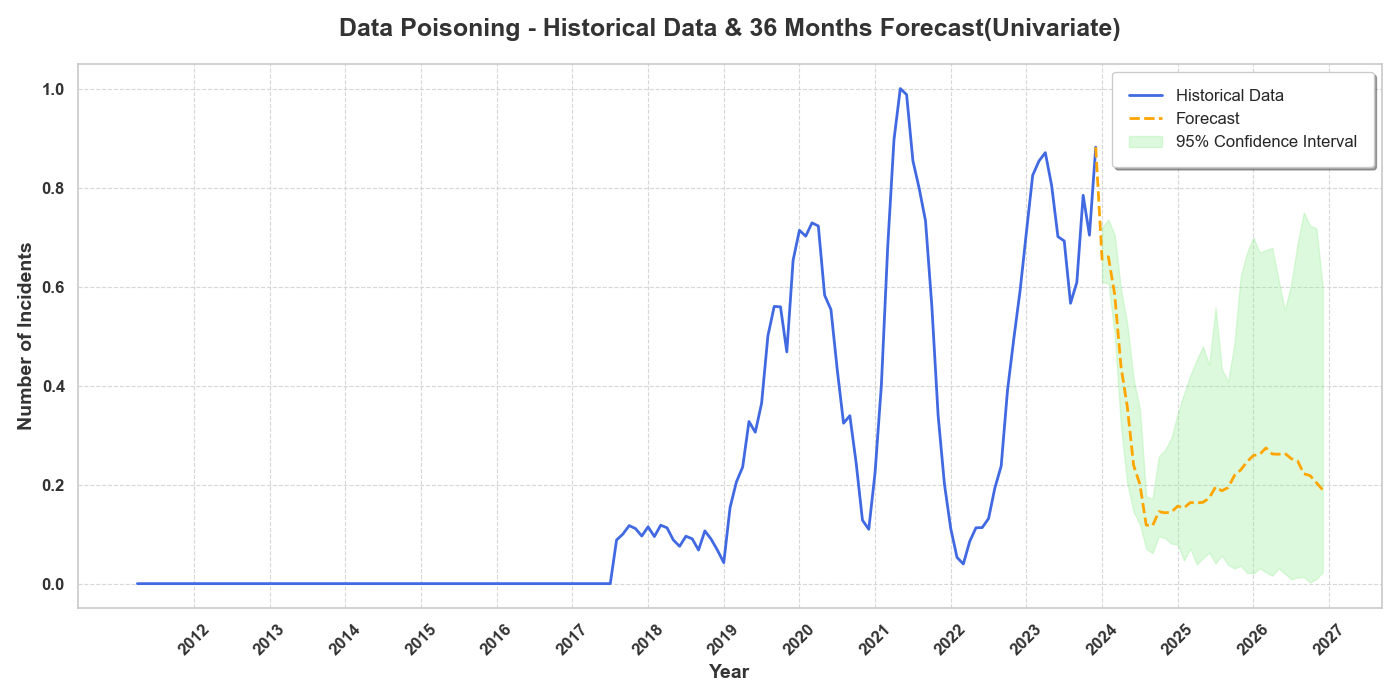 Data Poisoning - Historical Data & 36 Months Forecast(Univariate)
Historical Data
Forecast
95% Confidence Interval
Number of Incidents
1.0
0.8
0.6
0.4
0.2
0.0
2012 2013 2014 2015 2016 2017 2018 2019 2020 2021 2022 2023 2024 2025 2026 2027
Year